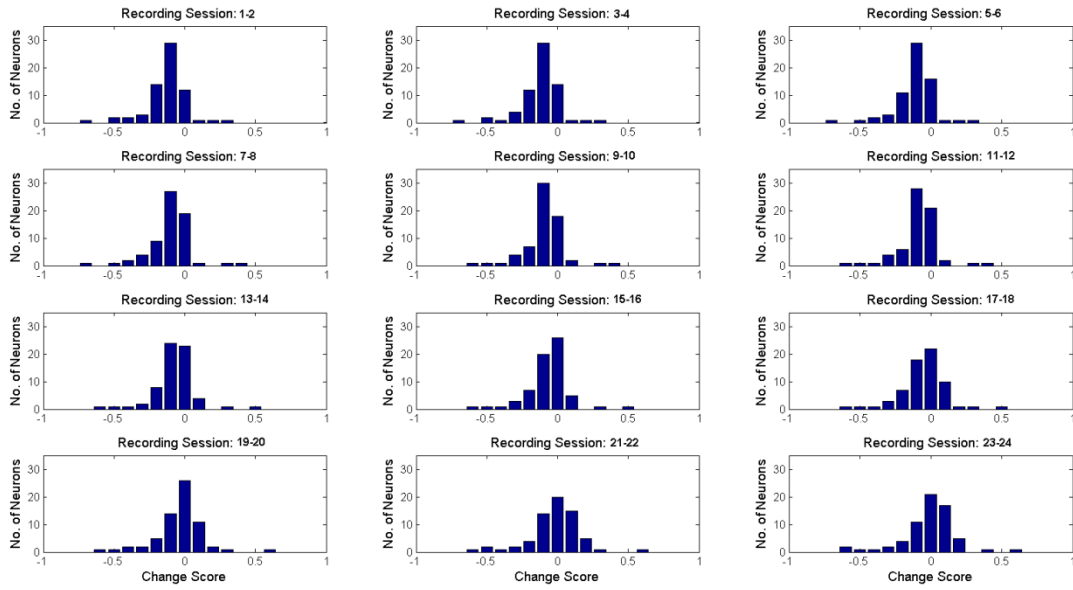 Recording Session: 1-2
No. of Neurons
30
20
10
0
-1 -0.5 0 0.5 1
Recording Session: 3-4
No. of Neurons
30
20
10
0
-1 -0.5 0 0.5 1
Recording Session: 5-6
No. of Neurons
30
20
10
0
-1 -0.5 0 0.5 1
Recording Session: 7-8
No. of Neurons
30
20
10
0
-1 -0.5 0 0.5 1
Recording Session: 9-10
No. of Neurons
30
20
10
0
-1 -0.5 0 0.5 1
Recording Session: 11-12
No. of Neurons
30
20
10
0
-1 -0.5 0 0.5 1
Recording Session: 13-14
No. of Neurons
30
20
10
0
-1 -0.5 0 0.5 1
Recording Session: 15-16
No. of Neurons
30
20
10
0
-1 -0.5 0 0.5 1
Recording Session: 17-18
No. of Neurons
30
20
10
0
-1 -0.5 0 0.5 1
Recording Session: 19-20
No. of Neurons
30
20
10
0
-1 -0.5 0 0.5 1
Change Score
Recording Session: 21-22
No. of Neurons
30
20
10
0
-1 -0.5 0 0.5 1
Change Score
Recording Session: 23-24
No. of Neurons
30
20
10
0
-1 -0.5 0 0.5 1
Change Score